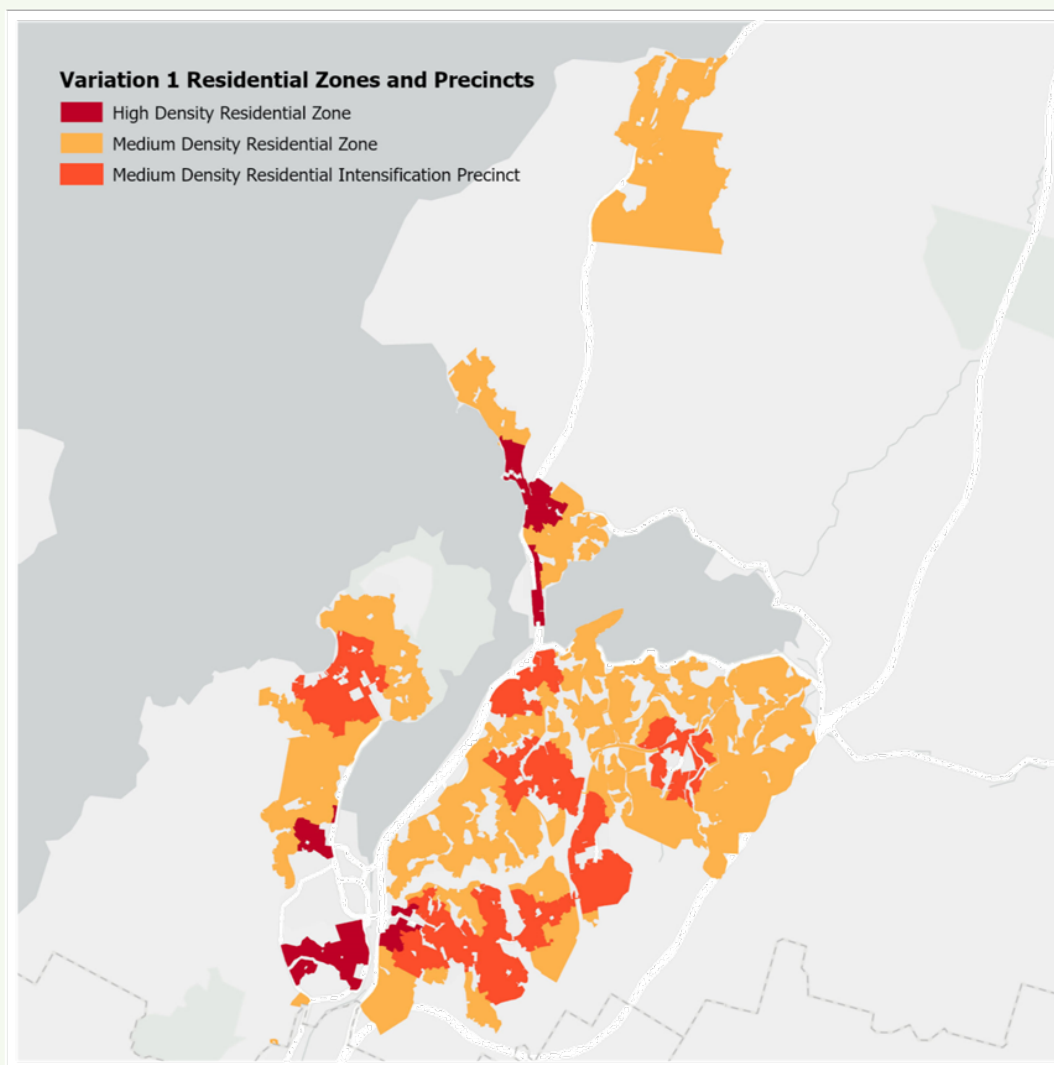 Variation 1 Residential Zones and Precincts
High Density Residential Zone
Medium Density Residential Zone
Medium Density Residential Intensification Precinct